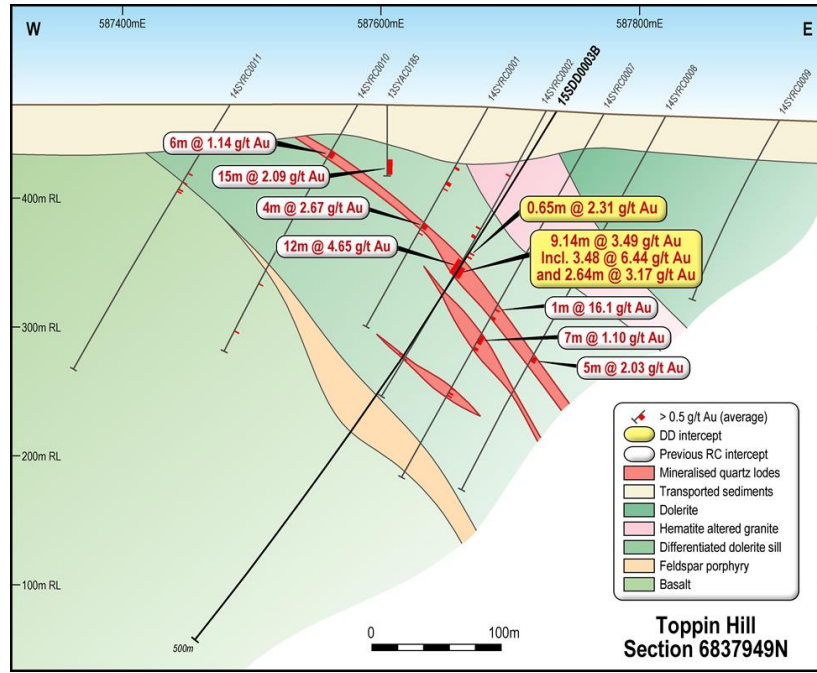 587400mE
587600mE
587800mE
W
E
14SYRC0011
14SYRC0010
13SYAC0185
14SYRC0001
14SYRC0002
15SDD0003B
14SYRC0007
14SYRC0008
14SYRC0009
6m @ 1.14 g/t Au
15m @ 2.09 g/t Au
400m RL
4m @ 2.67 g/t Au
0.65m @ 2.31 g/t Au
12m @ 4.65 g/t Au
9.14m @ 3.49 g/t Au
Incl. 3.48 @ 6.44 g/t Au
and 2.64m @ 3.17 g/t Au
1m @ 16.1 g/t Au
300m RL
7m @ 1.10 g/t Au
5m @ 2.03 g/t Au
> 0.5 g/t Au (average)
DD intercept
Previous RC intercept
Mineralised quartz lodes
Transported sediments
Dolerite
Hematite altered granite
Differentiated dolerite sill
Feldspar porphyry
Basalt
200m RL
100m RL
500m
0
100m
Toppin Hill
Section 6837949N